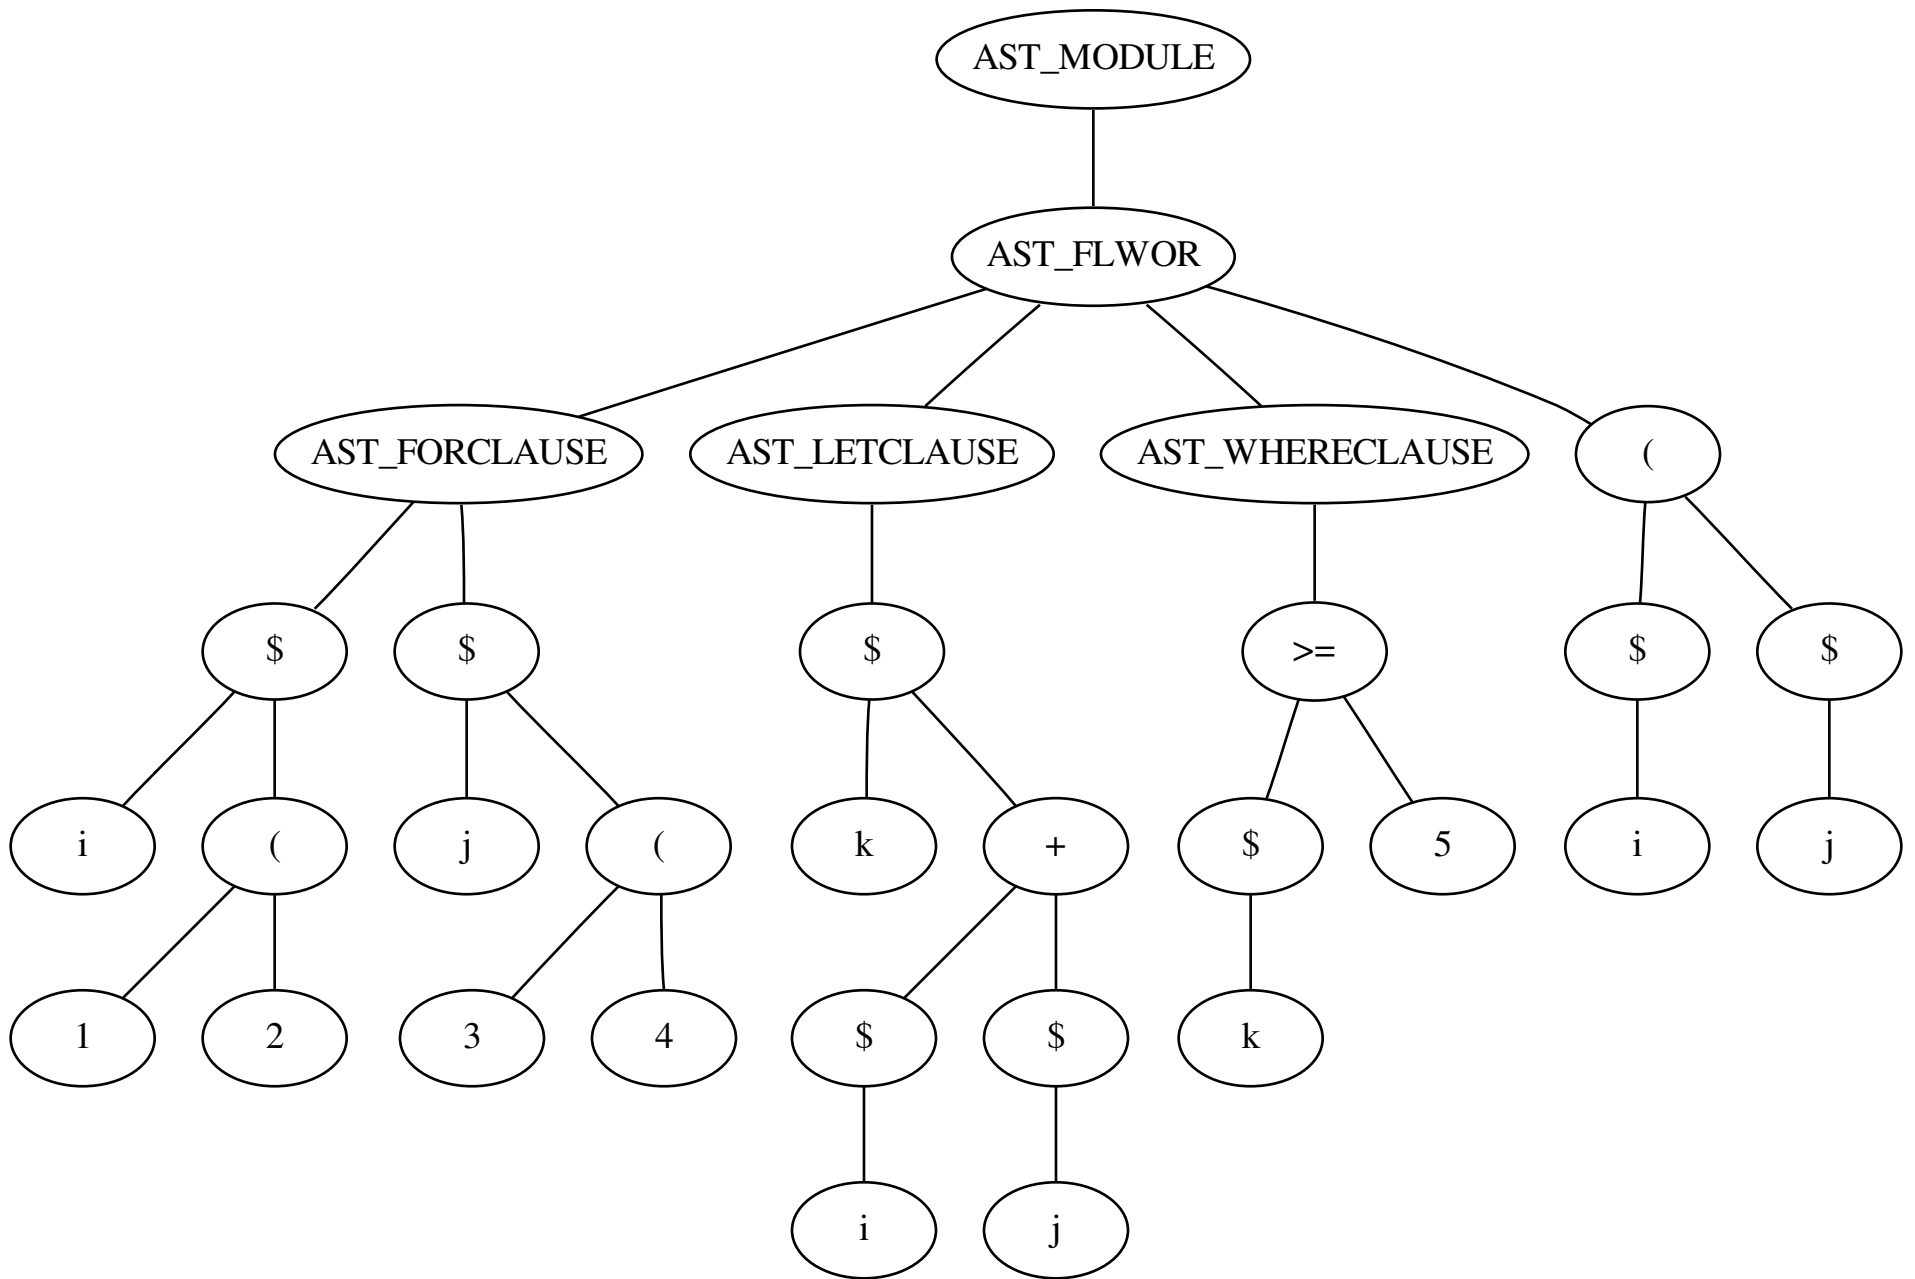 AST_MODULE
AST_FLWOR
AST_FORCLAUSE AST_LETCLAUSE AST_WHERECLAUSE (
$ $ $ >= $ $
i ( j ( k + $ 5 i j
1 2 3 4 $ $ k
i j